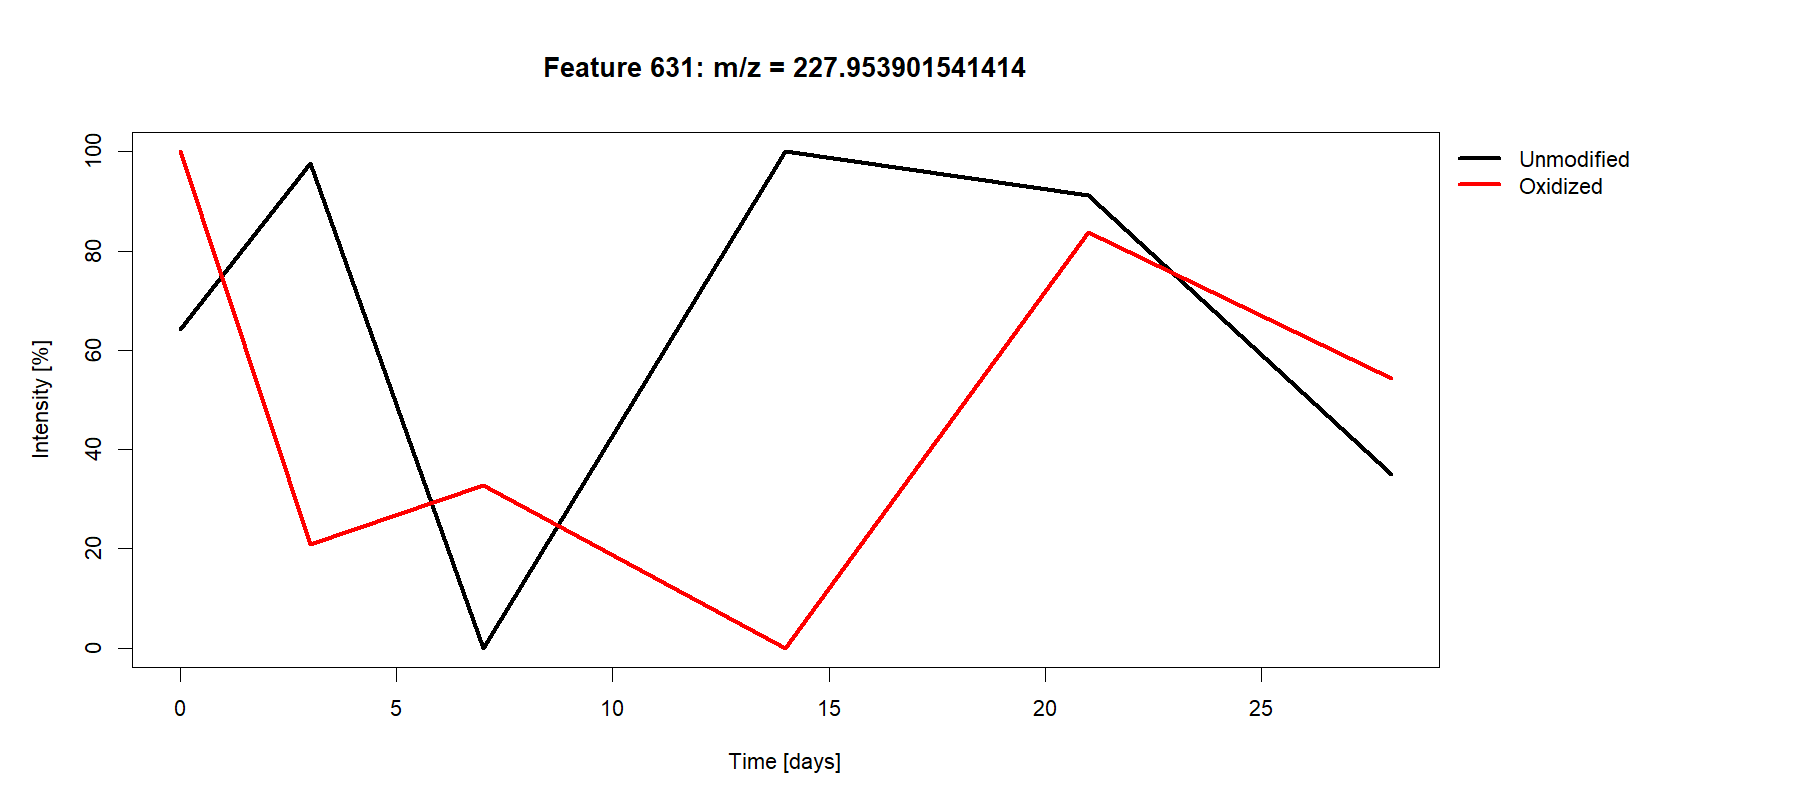 Feature 631: m/z = 227.953901541414
Unmodified
Oxidized
Intensity [%]
100
80
60
40
20
0
0 5 10 15 20 25
Time [days]